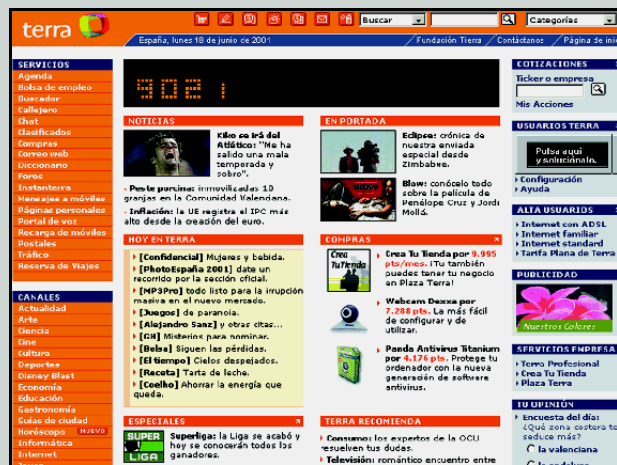 terra
Buscar
Categorías
España, lunes 18 de junio de 2001
Fundación Tierra
Contáctanos
Página de ini
SERVICIOS
Agenda
Bolsa de empleo
Buscador
Callejero
Chat
Clasificados
Compras
Correo web
Diccionario
Foros
Instanterra
Mensajes a móviles
Páginas personales
Portal de voz
Recarga de móviles
Postales
Tráfico
Reserva de Viajes
CANALES
Actualidad
Arte
Ciencia
Cine
Cultura
Deportes
Disney Blast
Economía
Educación
Gastronomía
Guías de ciudad
Horóscopo NUEVO
Informática
Internet
NOTICIAS
Kiko se irá del
Atlético: "Me ha
salido una mala
temporada y
sobro".
- Peste porcina: inmovilizadas 10
granjas en la Comunidad Valenciana.
- Inflación: la UE registra el IPC más
alto desde la creación del euro.
HOY EN TERRA
[Confidencial] Mujeres y bebida.
[PhotoEspaña 2001] date un
recorrido por la sección oficial.
[MP3Pro] todo listo para la irrupción
masiva en el nuevo mercado.
[Juegos] de paranoia.
[Alejandro Sanz] y otras citas...
[GH] Misterios para nominar.
[Bolsa] Siguen las pérdidas.
[El tiempo] Cielos despejados.
[Receta] Tarta de leche.
[Coelho] Ahorrar la energía que
queda.
ESPECIALES
SUPER
LIGA
Superliga: la Liga se acabó y
hoy se conocerán todos los
ganadores.
EN PORTADA
Eclipse: crónica de
nuestra enviada
especial desde
Zimbabwe.
Blow: conócelo todo
sobre la película de
Penélope Cruz y Jordi
Mollá.
COMPRAS
Crea
TuTienda
Crea Tu Tienda por 9.995
pts/mes. ¡Tu también
puedes tener tu negocio
en Plaza Terra!
Webcam Dexxa por
7.288 pts. La más fácil
de configurar y de
utilizar.
Panda Antivirus Titanium
por 4.176 pts. Protege tu
ordenador con la nueva
generación de software
antivirus.
TERRA RECOMIENDA
Consumo: los expertos de la OCU
resuelven tus dudas.
Televisión: romántico encuentro entre
COTIZACIONES
Ticker o empresa
Mis Acciones
USUARIOS TERRA
Pulsa aquí
y soluciónalo.
Configuración
Ayuda
ALTA USUARIOS
Internet con ADSL
Internet familiar
Internet standard
Tarifa Plana de Terra
PUBLICIDAD
Nuestros Colores
SERVICIOS EMPRESA
Terra Profesional
Crea Tu Tienda
Plaza Terra
TU OPINIÓN
Encuesta del día:
¿Qué zona costera te
seduce más?
la valenciana